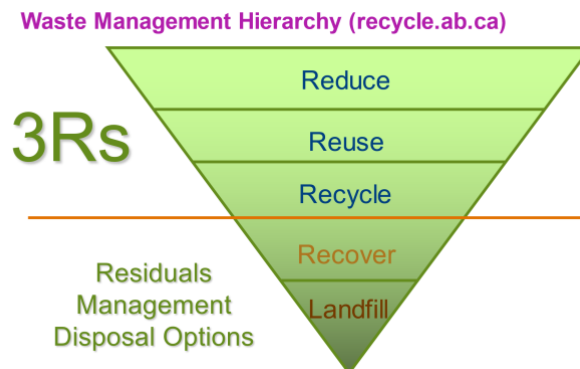 Waste Management Hierarchy (recycle.ab.ca)
Reduce
3Rs
Reuse
Recycle
Recover
Residuals
Management
Disposal Options
Landfill